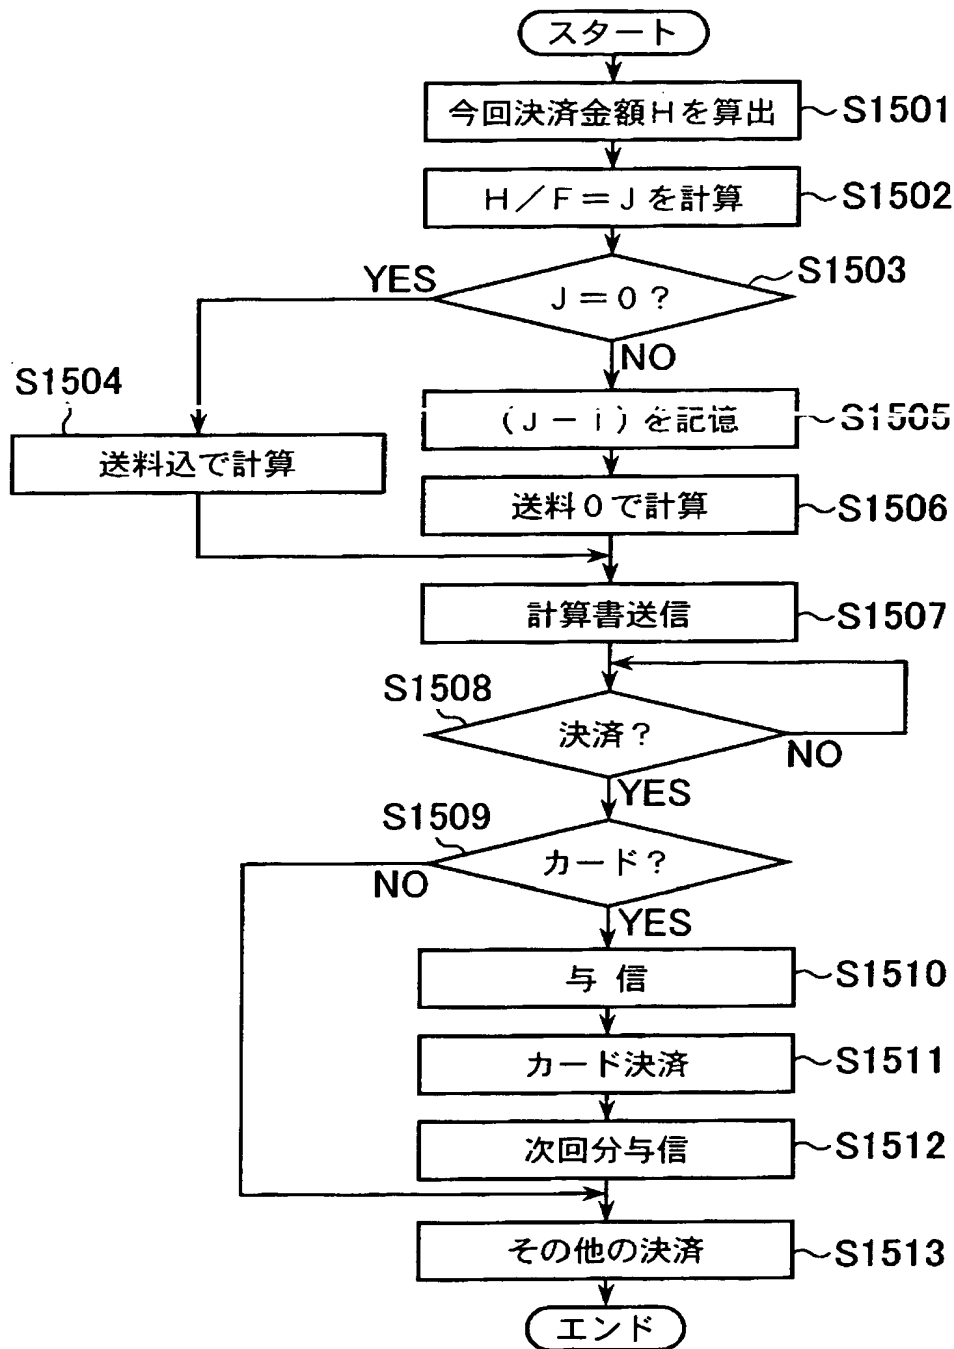 スタート
今回決済金額Hを算出
S1501
H/F=Jを計算
S1502
J=0?
S1503
YES
NO
S1504
送料込で計算
(J-1)を記憶
S1505
送料0で計算
S1506
計算書送信
S1507
S1508
決済?
NO
YES
S1509
カード?
NO
YES
与信
S1510
カード決済
S1511
次回分与信
S1512
その他の決済
S1513
エンド